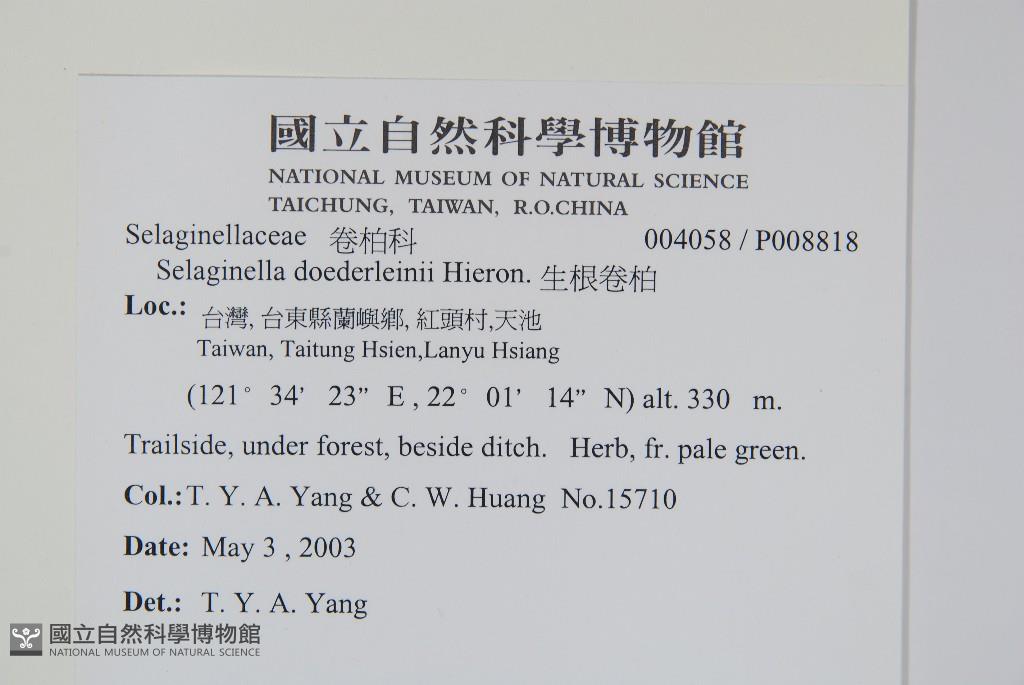 國立自然科學博物館
NATIONAL MUSEUM OF NATURAL SCIENCE
TAICHUNG, TAIWAN, R.O.CHINA
Selaginellaceae 卷柏科 004058 / P008818
Selaginella doederleinii Hieron. 生根卷柏
Loc.: 台灣, 台東縣蘭嶼鄉, 紅頭村,天池
Taiwan, Taitung Hsien,Lanyu Hsiang
(121° 34’ 23” E , 22° 01’ 14” N) alt. 330 m.
Trailside, under forest, beside ditch. Herb, fr. pale green.
Col.: T. Y. A. Yang & C. W. Huang No.15710
Date: May 3 , 2003
Det.: T. Y. A. Yang
國立自然科學博物館
NATIONAL MUSEUM OF NATURAL SCIENCE